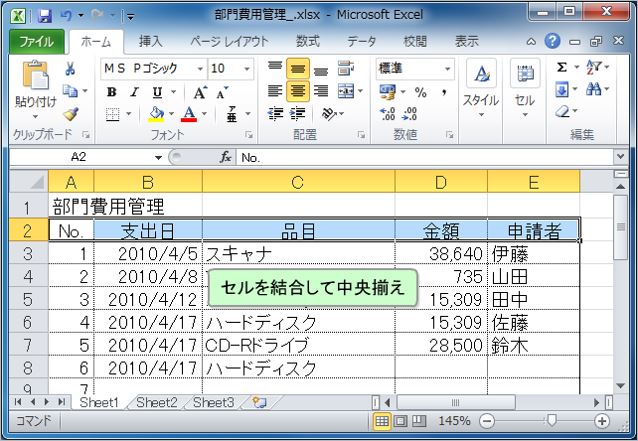 部門費用管理_.xlsx - Microsoft Excel
ファイル ホーム 挿入 ページ レイアウト 数式 データ 校閲 表示
貼り付け
クリップボード
ＭＳ Ｐゴシック 10
B I U A A
A 亜
フォント
配置
標準
% ,
.0 .00
.00 .0
数値
A
スタイル
セル
Σ A Z
編集
A2 fx No.
A B C D E
1 部門費用管理
2 No. 支出日 品目 金額 申請者
3 1 2010/4/5 スキャナ 38,640 伊藤
4 2 2010/4/8 735 山田
セルを結合して中央揃え
5 3 2010/4/12 15,309 田中
6 4 2010/4/17 ハードディスク 15,309 佐藤
7 5 2010/4/17 CD-Rドライブ 28,500 鈴木
8 6 2010/4/17 ハードディスク
9 7
Sheet1 Sheet2 Sheet3
コマンド 145%